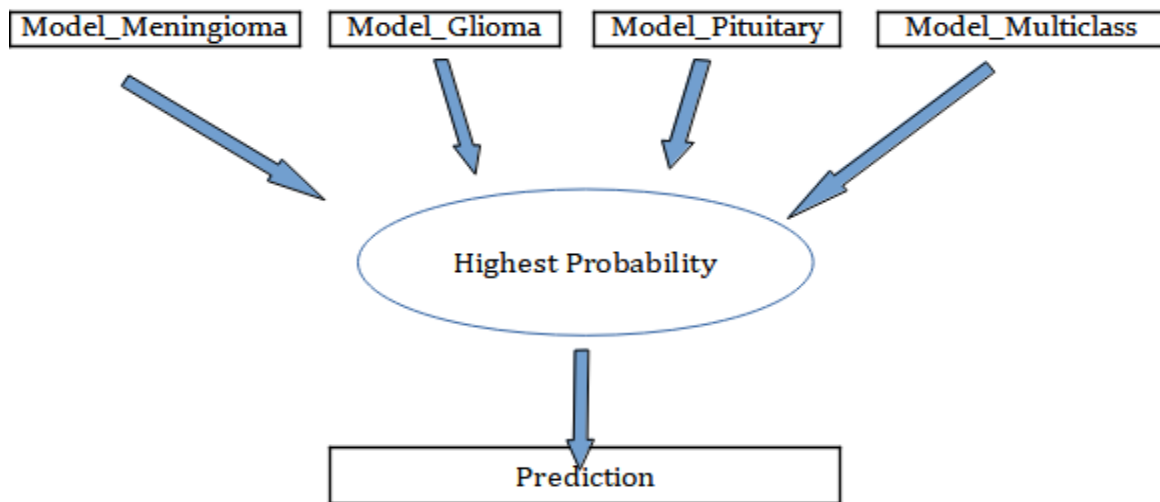 Model_Meningioma
Model_Glioma
Model_Pituitary
Model_Multiclass
Highest Probability
Prediction